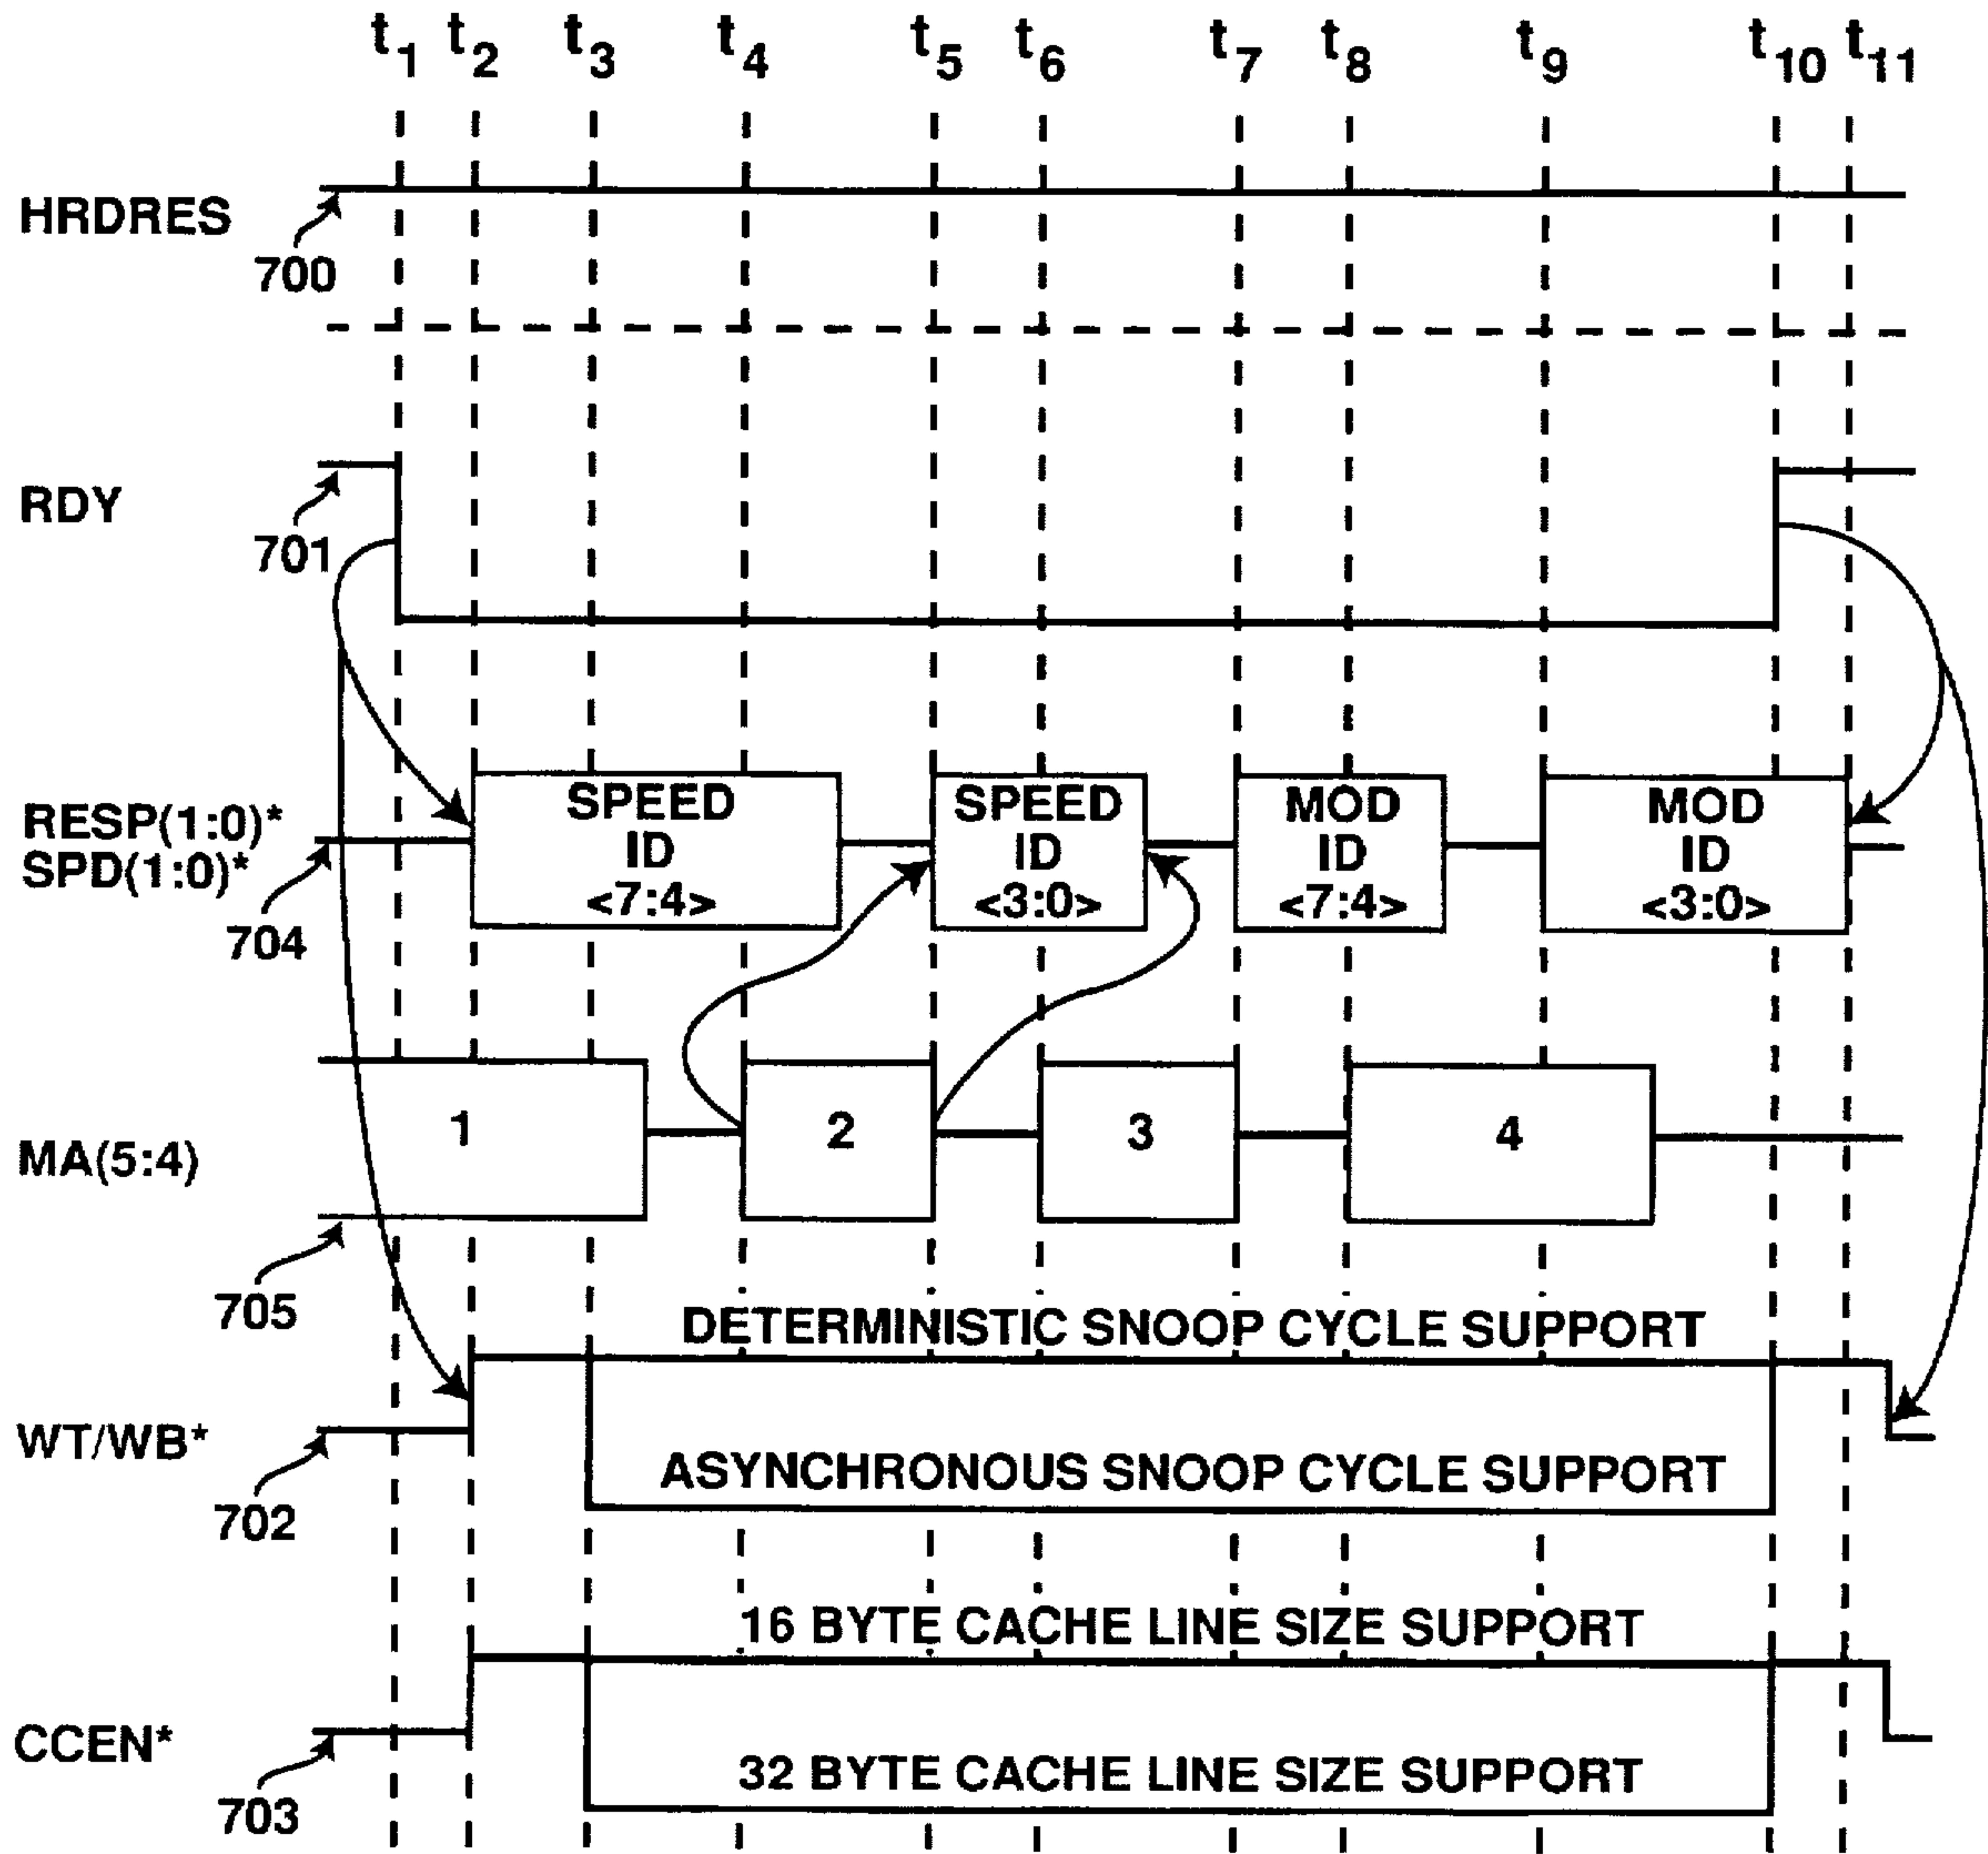 t1 t2 t3 t4 t5 t6 t7 t8 t9 t10 t11
HRDRES
700
RDY
701
RESP(1:0)*
SPD(1:0)*
704
SPEED
ID
<7:4>
SPEED
ID
<3:0>
MOD
ID
<7:4>
MOD
ID
<3:0>
MA(5:4)
705
1
2
3
4
DETERMINISTIC SNOOP CYCLE SUPPORT
WT/WB*
702
ASYNCHRONOUS SNOOP CYCLE SUPPORT
16 BYTE CACHE LINE SIZE SUPPORT
CCEN*
703
32 BYTE CACHE LINE SIZE SUPPORT